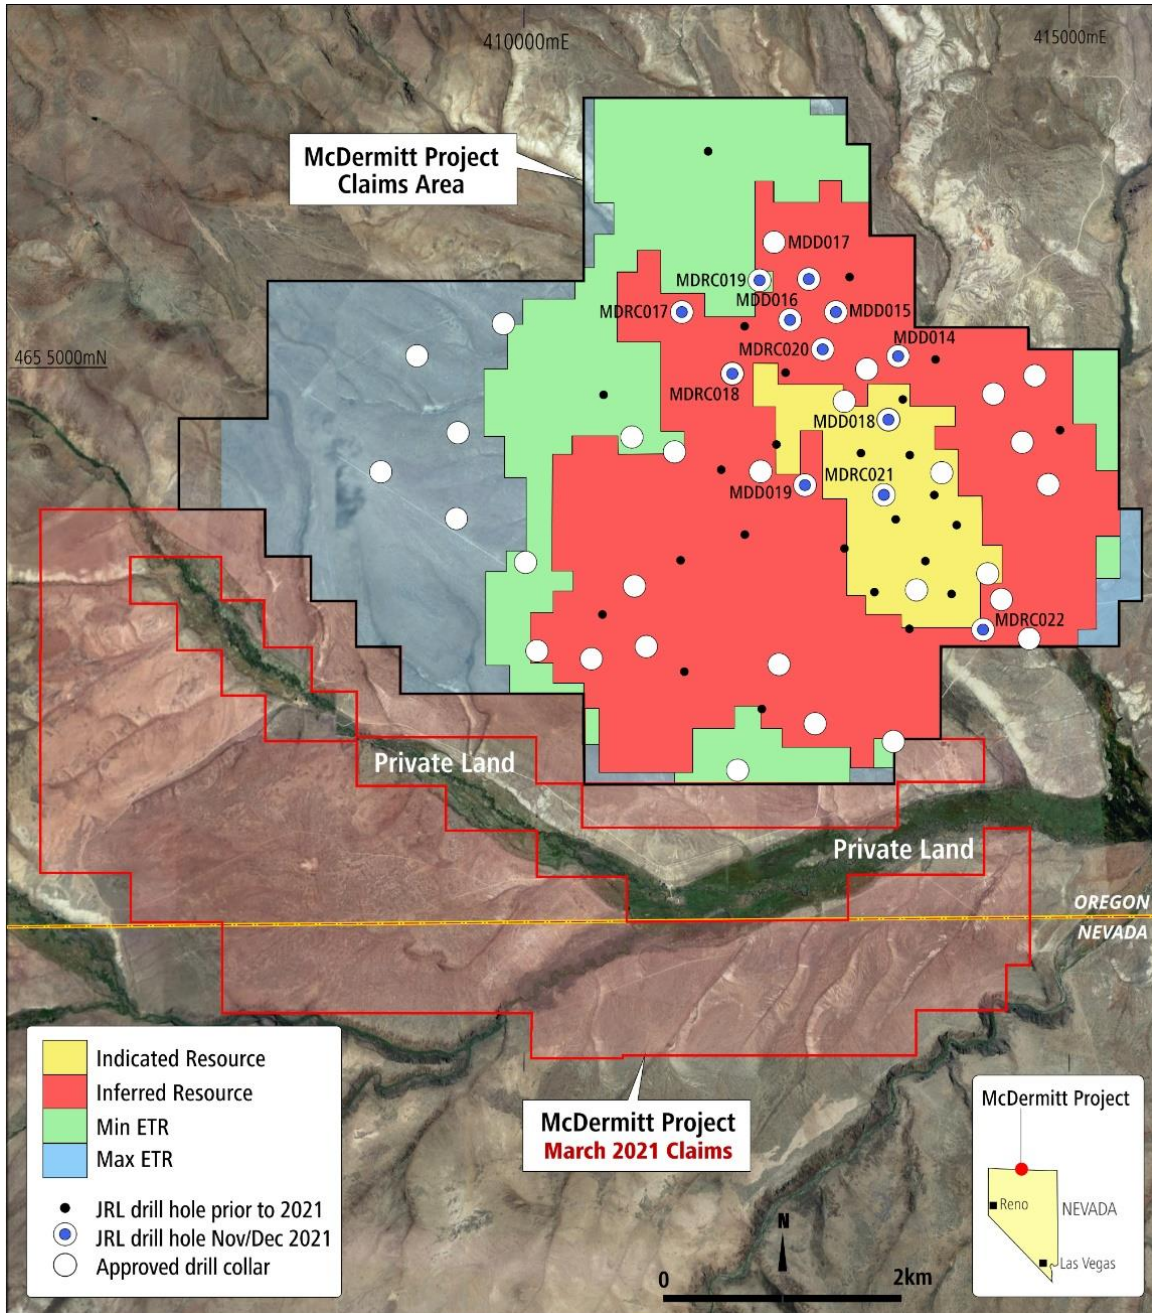 410000mE
415000mE
McDermitt Project
Claims Area
MDD017
MDRC019
MDD016
MDRC017
MDD015
MDRC020
MDD014
465 5000mN
MDRC018
MDD018
MDRC021
MDD019
MDRC022
Private Land
Private Land
OREGON
NEVADA
Indicated Resource
Inferred Resource
Min ETR
Max ETR
JRL drill hole prior to 2021
JRL drill hole Nov/Dec 2021
Approved drill collar
McDermitt Project
March 2021 Claims
McDermitt Project
Reno
NEVADA
Las Vegas
N
0
2km